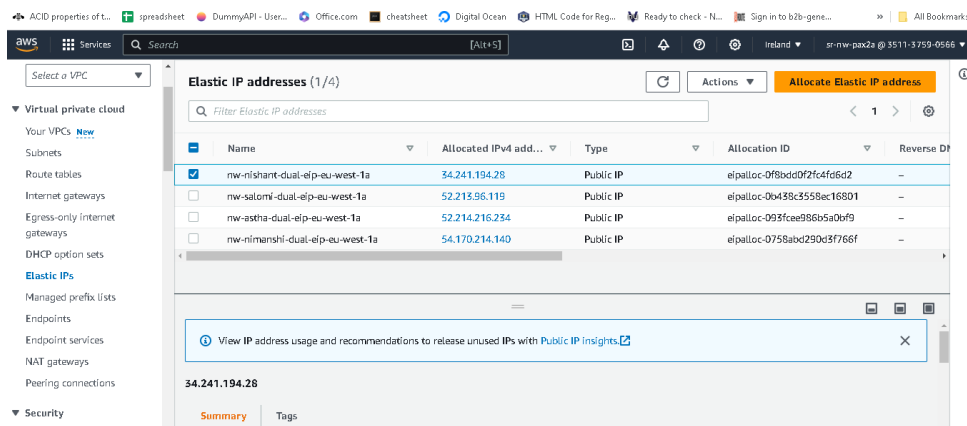 ACID properties of t... spreadsheet DummyAPI - User... Office.com cheatsheet Digital Ocean HTML Code for Reg... Ready to check - N... Sign in to b2b-gene... » All Bookmarks
aws Services Search [Alt+S] Ireland ▼ sr-nw-pax2a @ 3511-3759-0566 ▼
Select a VPC
Virtual private cloud
Your VPCs New
Subnets
Route tables
Internet gateways
Egress-only internet
gateways
DHCP option sets
Elastic IPs
Managed prefix lists
Endpoints
Endpoint services
NAT gateways
Peering connections
Security
Elastic IP addresses (1/4) Actions Allocate Elastic IP address
Filter Elastic IP addresses 1
Name Allocated IPv4 add... Type Allocation ID Reverse DN
nw-nishant-dual-eip-eu-west-1a 34.241.194.28 Public IP eipalloc-0f8bdd0f2fc4fd6d2 –
nw-salomi-dual-eip-eu-west-1a 52.213.96.119 Public IP eipalloc-0b438c3558ec16801 –
nw-astha-dual-eip-eu-west-1a 52.214.216.234 Public IP eipalloc-093fcee986b5a0bf9 –
nw-nimanshi-dual-eip-eu-west-1a 54.170.214.140 Public IP eipalloc-0758abd290d3f766f –
View IP address usage and recommendations to release unused IPs with Public IP insights.
34.241.194.28
Summary Tags